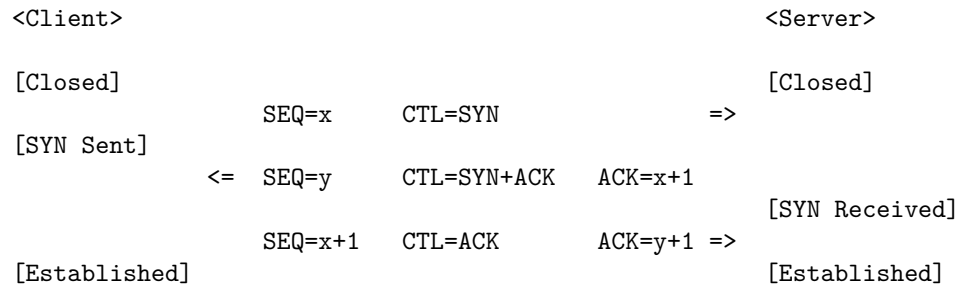 <Client> <Server>
[Closed] [Closed]
SEQ=x CTL=SYN =>
[SYN Sent]
<= SEQ=y CTL=SYN+ACK ACK=x+1
[SYN Received]
SEQ=x+1 CTL=ACK ACK=y+1 =>
[Established] [Established]